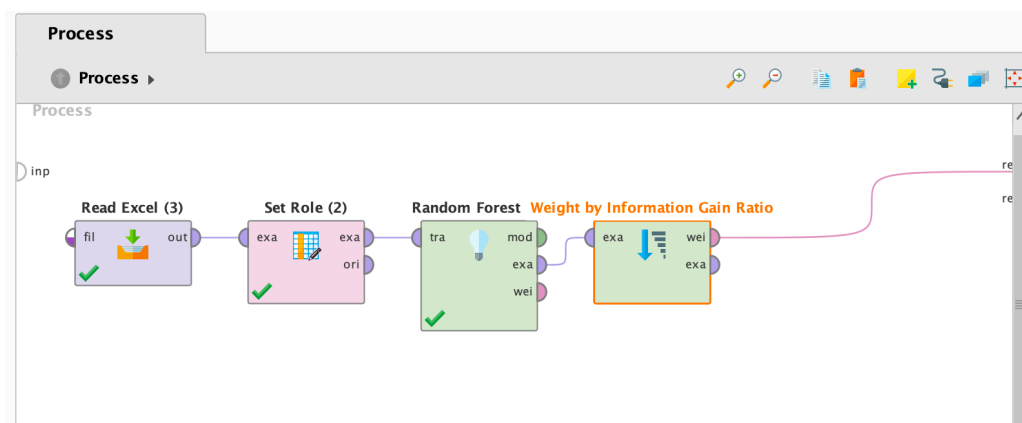 Process
Process
Process
inp
re
re
Read Excel (3)
fil
out
Set Role (2)
exa
exa
ori
Random Forest
tra
mod
exa
wei
Weight by Information Gain Ratio
exa
wei
exa